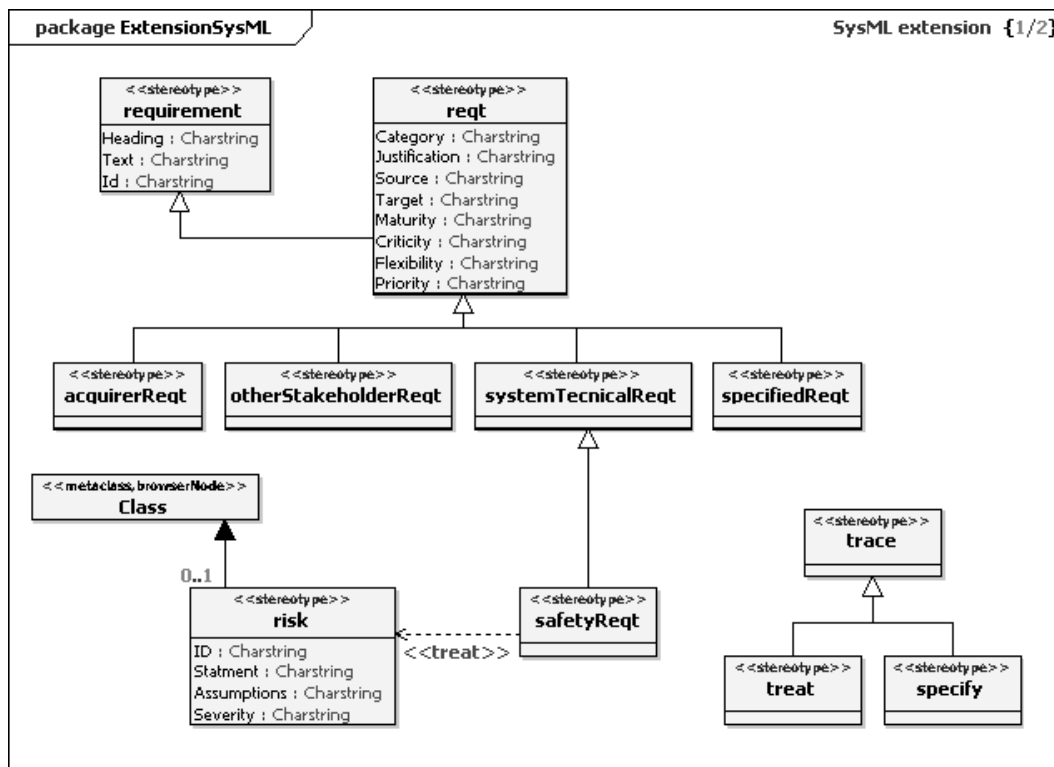 package ExtensionSysML
SysML extension {1/2}
<<stereotype>>
requirement
Heading : Charstring
Text : Charstring
Id : Charstring
<<stereotype>>
reqt
Category : Charstring
Justification : Charstring
Source : Charstring
Target : Charstring
Maturity : Charstring
Criticity : Charstring
Flexibility : Charstring
Priority : Charstring
<<stereotype>>
acquirerReqt
<<stereotype>>
otherStakeholderReqt
<<stereotype>>
systemTecnicalReqt
<<stereotype>>
specifiedReqt
<<metaclass,browserNode>>
Class
0..1
<<stereotype>>
risk
ID : Charstring
Statment : Charstring
Assumptions : Charstring
Severity : Charstring
<<treat>>
<<stereotype>>
safetyReqt
<<stereotype>>
trace
<<stereotype>>
treat
<<stereotype>>
specify